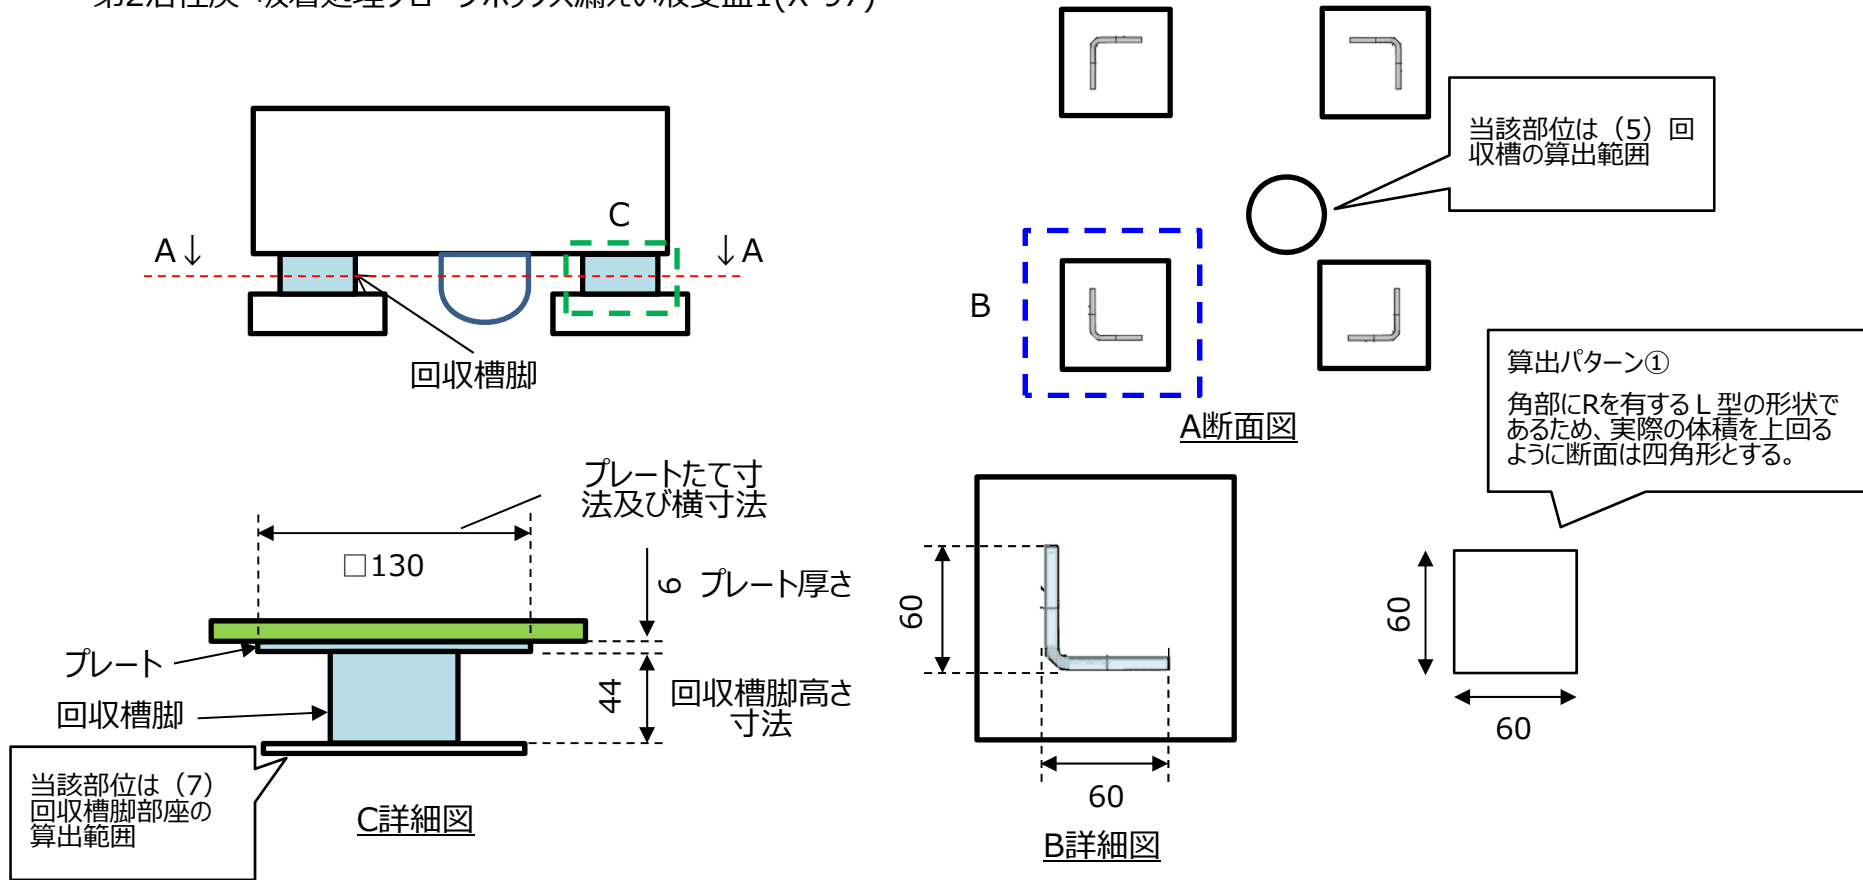 A↓
C
↓A
回収槽脚
当該部位は（5）回
収槽の算出範囲
B
A断面図
算出パターン①
角部にRを有するL型の形状で
あるため、実際の体積を上回る
ように断面は四角形とする。
プレートたて寸
法及び横寸法
□130
6
プレート厚さ
プレート
回収槽脚
44
回収槽脚高さ
寸法
当該部位は（7）
回収槽脚部座の
算出範囲
C詳細図
60
60
B詳細図
60
60